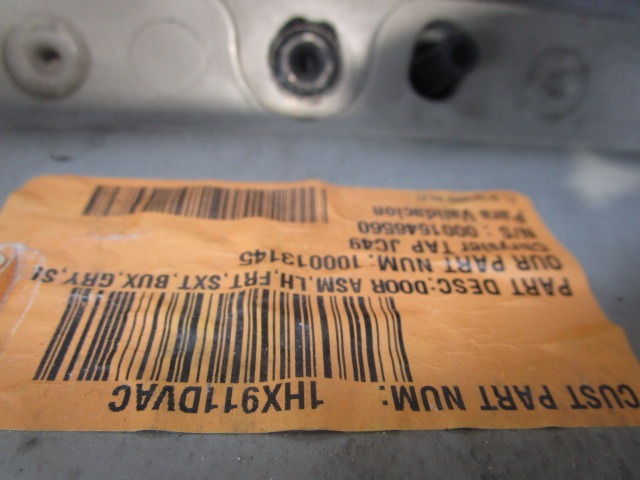 CUST PART NUM: 1HX911DVAC
PART DESC:DOOR ASM,LH,FRT,SXT,BUX,GRY,S!
OUR PART NUM: 100013145
Chrysler TAP JC49
N/S : 0001646560
Para Validacion